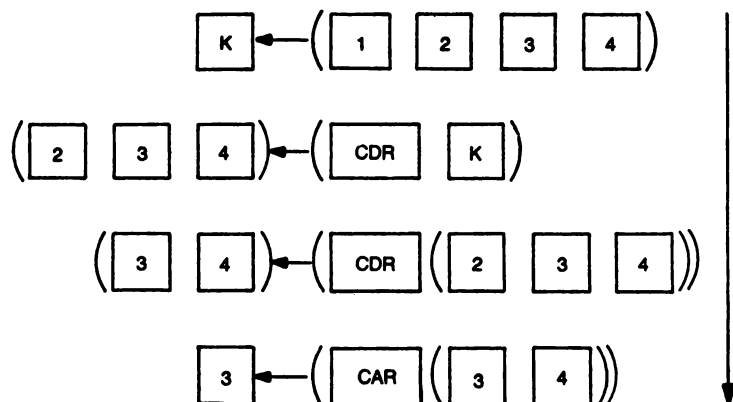 K ← ( 1 2 3 4 )
( 2 3 4 ) ← ( CDR K )
( 3 4 ) ← ( CDR ( 2 3 4 ))
3 ← ( CAR ( 3 4 ))